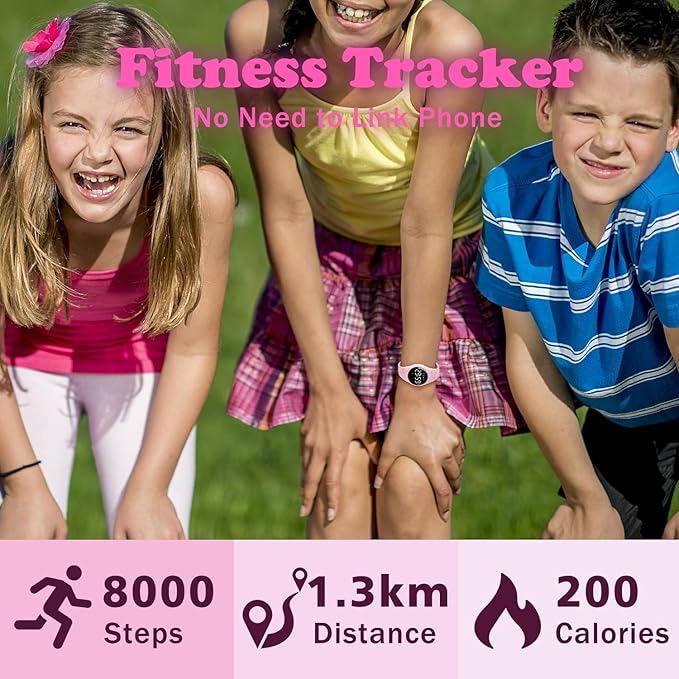 Fitness Tracker
No Need to Link Phone
8000
Steps
1.3km
Distance
200
Calories